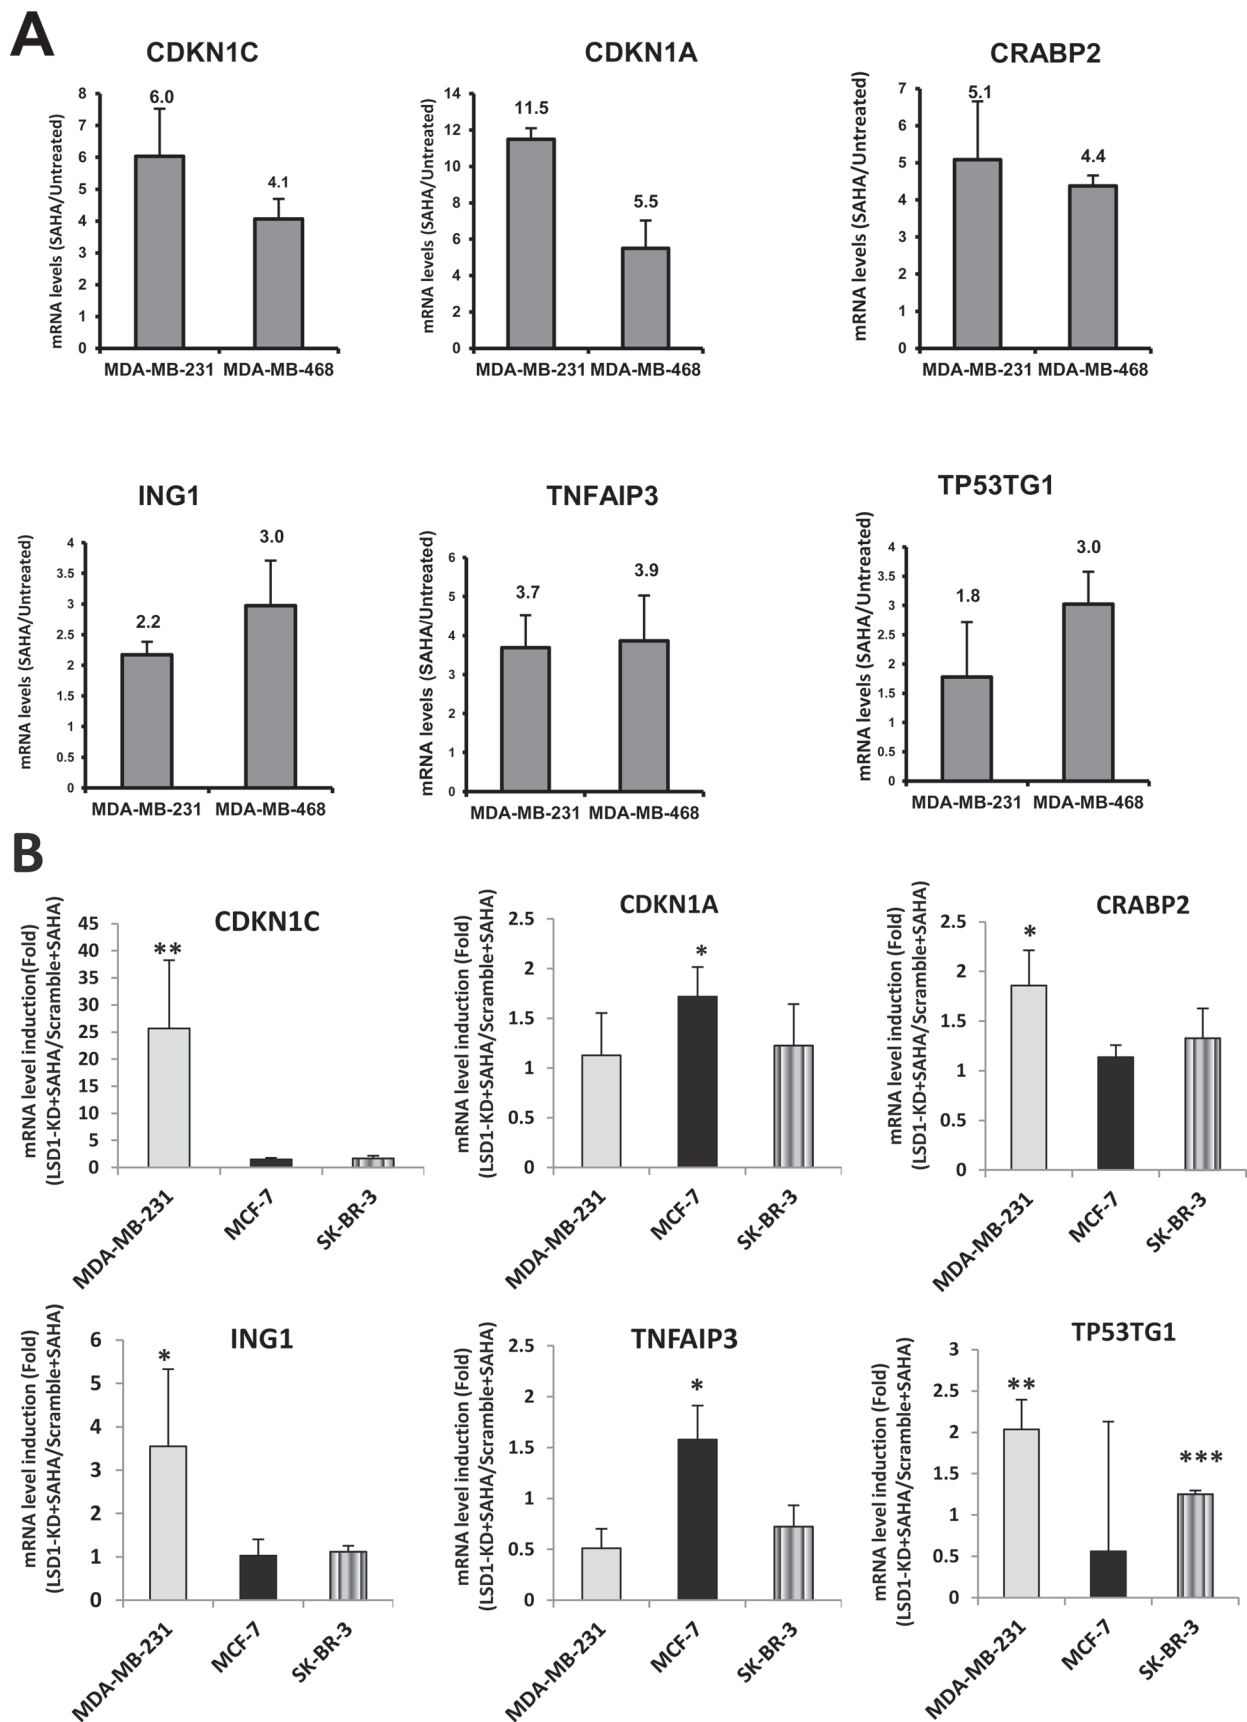 A
CDKN1C
mRNA levels (SAHA/Untreated)
8
7
6
5
4
3
2
1
0
6.0
4.1
MDA-MB-231 MDA-MB-468
CDKN1A
mRNA levels (SAHA/Untreated)
14
12
10
8
6
4
2
0
11.5
5.5
MDA-MB-231 MDA-MB-468
CRABP2
mRNA levels (SAHA/Untreated)
7
6
5
4
3
2
1
0
5.1
4.4
MDA-MB-231 MDA-MB-468
ING1
mRNA levels (SAHA/Untreated)
4
3.5
3
2.5
2
1.5
1
0.5
0
2.2
3.0
MDA-MB-231 MDA-MB-468
TNFAIP3
mRNA levels (SAHA/Untreated)
6
5
4
3
2
1
0
3.7
3.9
MDA-MB-231 MDA-MB-468
TP53TG1
mRNA levels (SAHA/Untreated)
4
3.5
3
2.5
2
1.5
1
0.5
0
1.8
3.0
MDA-MB-231 MDA-MB-468
B
CDKN1C
mRNA level induction(Fold)
(LSD1-KD+SAHA/Scramble+SAHA)
45
40
35
30
25
20
15
10
5
0
**
MDA-MB-231
MCF-7
SK-BR-3
CDKN1A
mRNA level induction (Fold)
(LSD1-KD+SAHA/Scramble+SAHA)
2.5
2
1.5
1
0.5
0
*
MDA-MB-231
MCF-7
SK-BR-3
CRABP2
mRNA level induction (Fold)
(LSD1-KD+SAHA/Scramble+SAHA)
2.5
2
1.5
1
0.5
0
*
MDA-MB-231
MCF-7
SK-BR-3
ING1
mRNA level induction (Fold)
(LSD1-KD+SAHA/Scramble+SAHA)
6
5
4
3
2
1
0
*
MDA-MB-231
MCF-7
SK-BR-3
TNFAIP3
mRNA level induction (Fold)
(LSD1-KD+SAHA/Scramble+SAHA)
2.5
2
1.5
1
0.5
0
*
MDA-MB-231
MCF-7
SK-BR-3
TP53TG1
mRNA level induction (Fold)
(LSD1-KD+SAHA/Scramble+SAHA)
3
2.5
2
1.5
1
0.5
0
**
***
MDA-MB-231
MCF-7
SK-BR-3